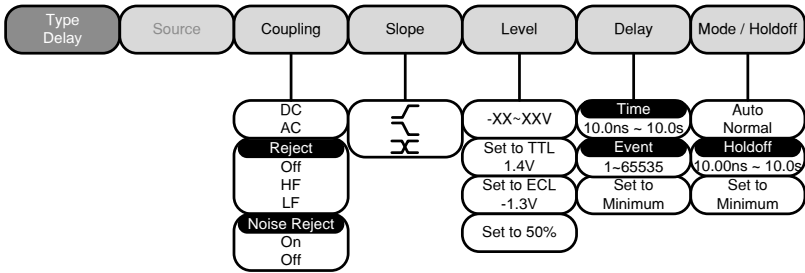 Type
Delay
Source
Coupling
Slope
Level
Delay
Mode / Holdoff
DC
AC
Reject
Off
HF
LF
Noise Reject
On
Off
-XX~XXV
Set to TTL
1.4V
Set to ECL
-1.3V
Set to 50%
Time
10.0ns ~ 10.0s
Event
1~65535
Set to
Minimum
Auto
Normal
Holdoff
10.00ns ~ 10.0s
Set to
Minimum